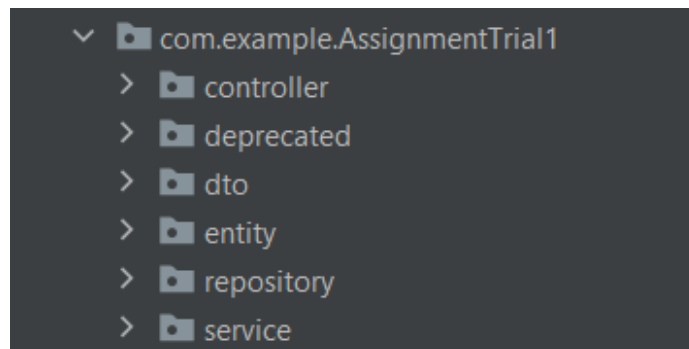 com.example.AssignmentTrial1
controller
deprecated
dto
entity
repository
service